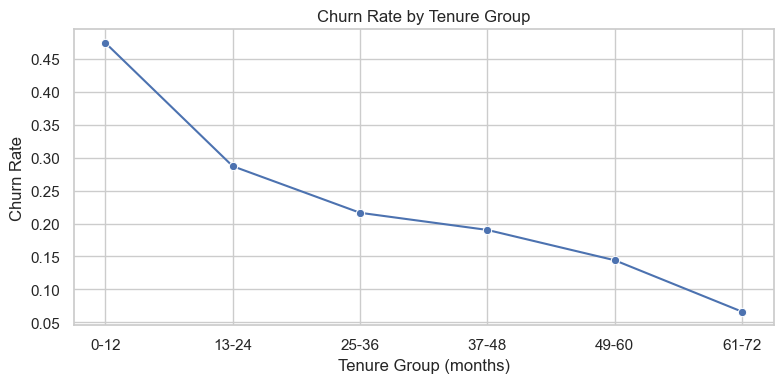 Churn Rate by Tenure Group
Churn Rate
0.45
0.40
0.35
0.30
0.25
0.20
0.15
0.10
0.05
0-12 13-24 25-36 37-48 49-60 61-72
Tenure Group (months)